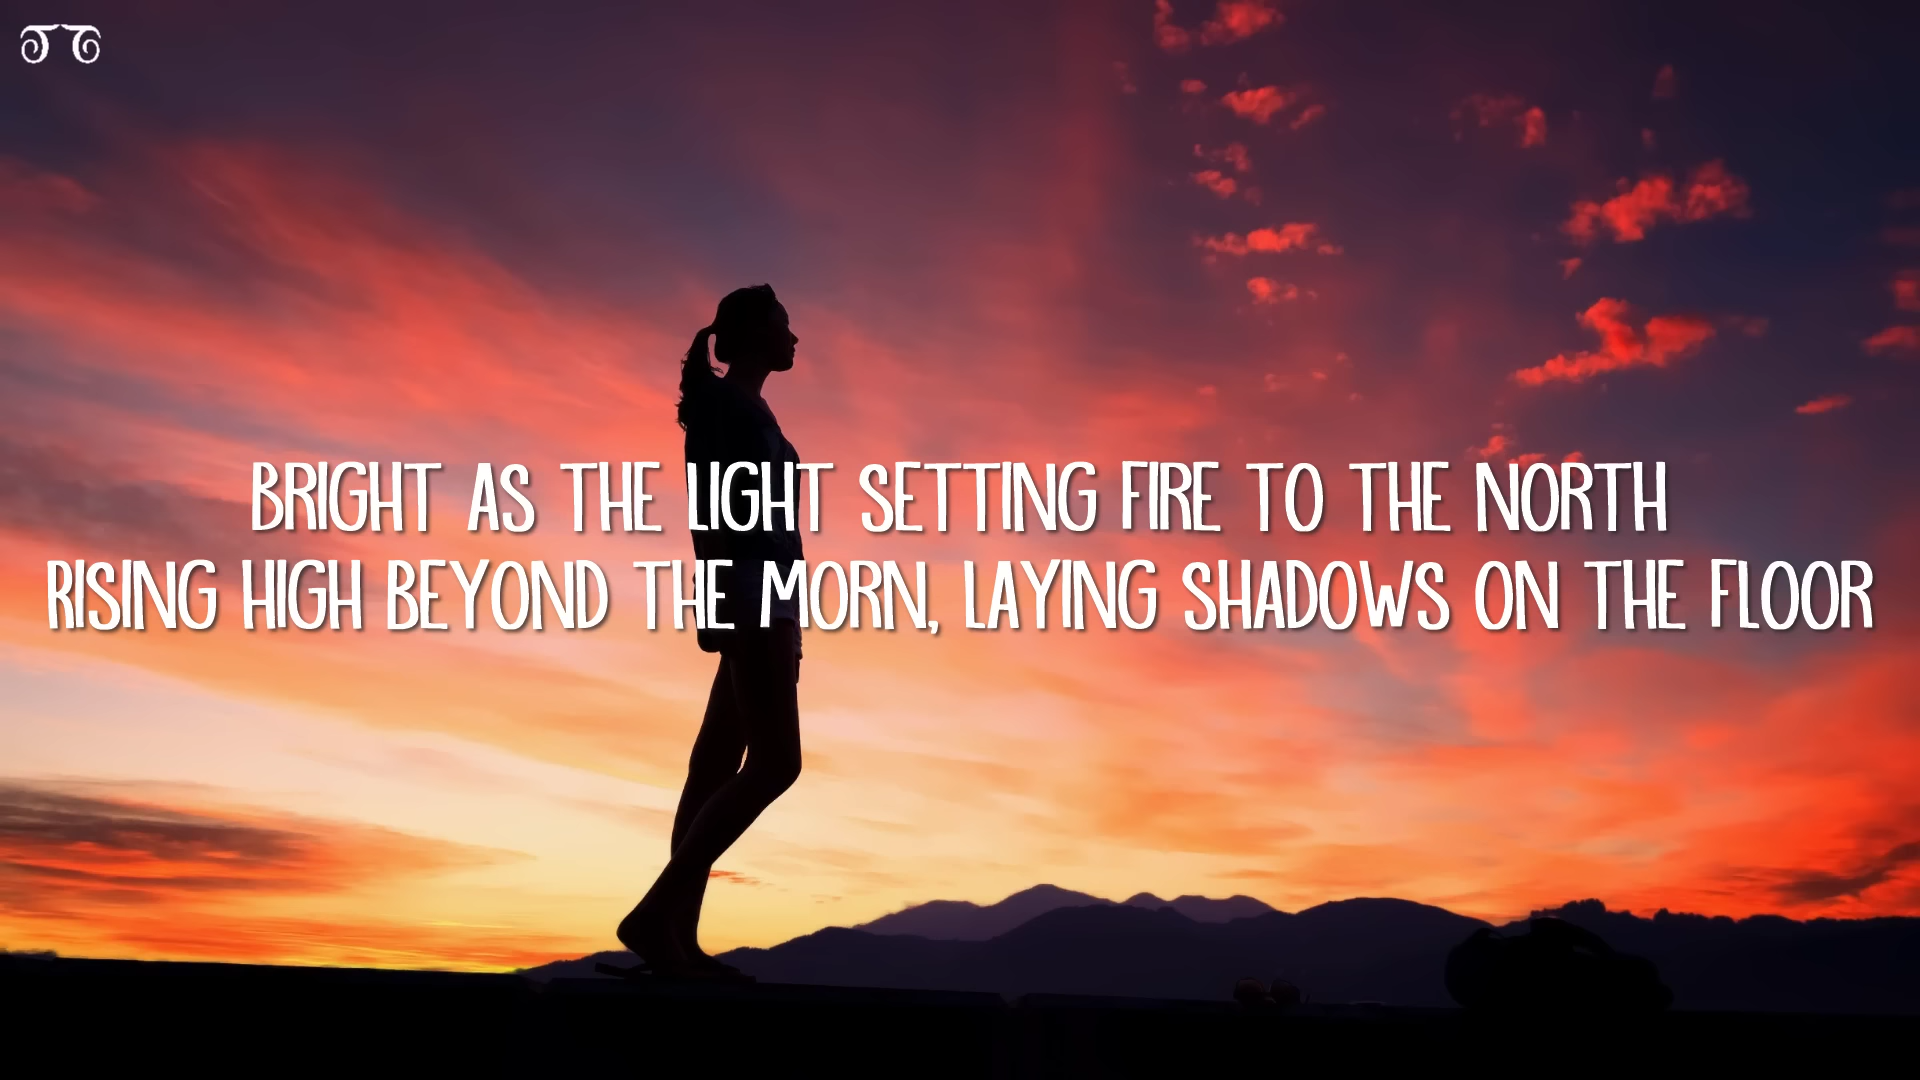 BRIGHT AS THE LIGHT SETTING FIRE TO THE NORTH
RISING HIGH BEYOND THE MORN, LAYING SHADOWS ON THE FLOOR